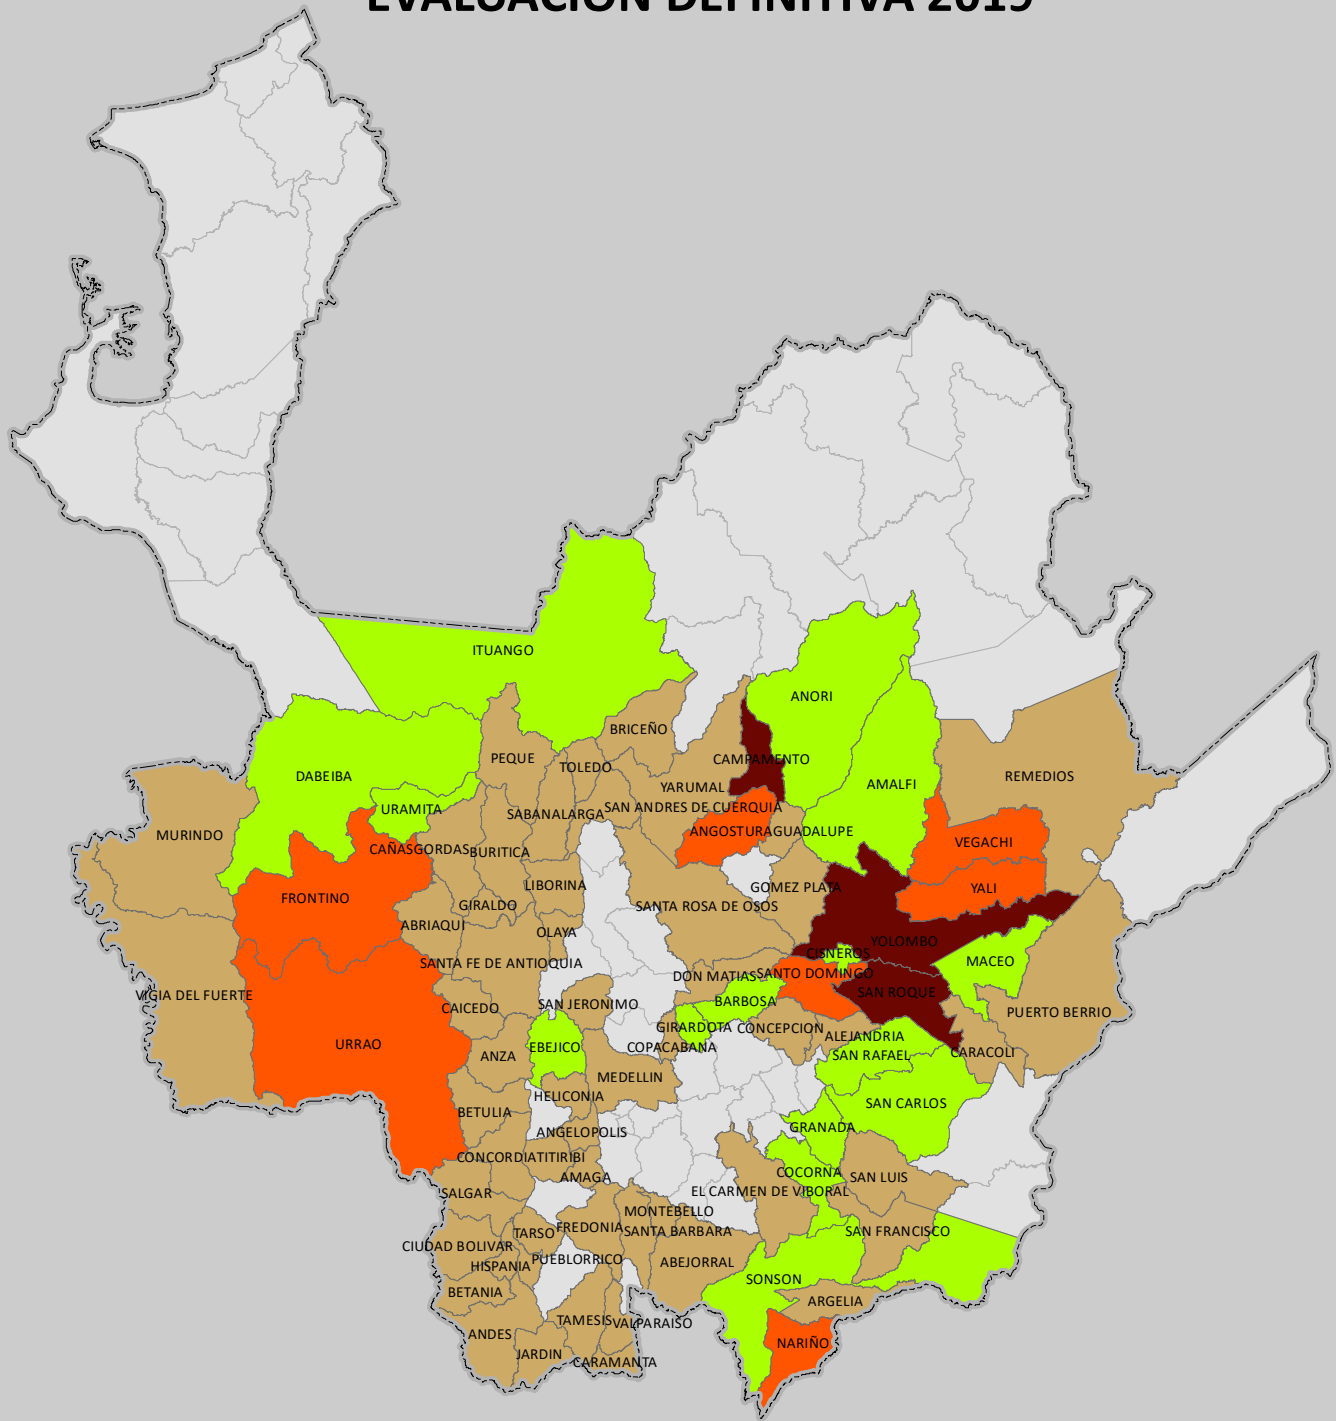 EVALUACIÓN DEFINITIVA 2019
ITUANGO
ANORI
BRICEÑO
PEQUE
CAMPAMENTO
TOLEDO
DABEIBA
REMEDIOS
AMALFI
YARUMAL
SAN ANDRES DE CUERQUIA
URAMITA
SABANALARGA
MURINDO
ANGOSTURA
GUADALUPE
VEGACHI
CAÑASGORDAS
BURITICA
LIBORINA
GOMEZ PLATA
YALI
FRONTINO
GIRALDO
SANTA ROSA DE OSOS
ABRIAQUI
OLAYA
YOLOMBO
CISNEROS
SANTA FE DE ANTIOQUIA
MACEO
DON MATIAS
SANTO DOMINGO
VIGIA DEL FUERTE
SAN ROQUE
CAICEDO
SAN JERONIMO
BARBOSA
PUERTO BERRIO
GIRARDOTA
CONCEPCION
ALEJANDRIA
URRAO
EBEJICO
COPACABANA
ANZA
SAN RAFAEL
CARACOLI
MEDELLIN
HELICONIA
SAN CARLOS
BETULIA
GRANADA
ANGELOPOLIS
CONCORDIA
TITIRIBI
COCORNA
AMAGA
SAN LUIS
SALGAR
EL CARMEN DE VIBORAL
MONTEBELLO
FREDONIA
SANTA BARBARA
SAN FRANCISCO
TARSO
CIUDAD BOLIVAR
PUEBLORRICO
HISPANIA
ABEJORRAL
SONSON
BETANIA
ARGELIA
TAMESIS
VALPARAISO
ANDES
NARIÑO
JARDIN
CARAMANTA